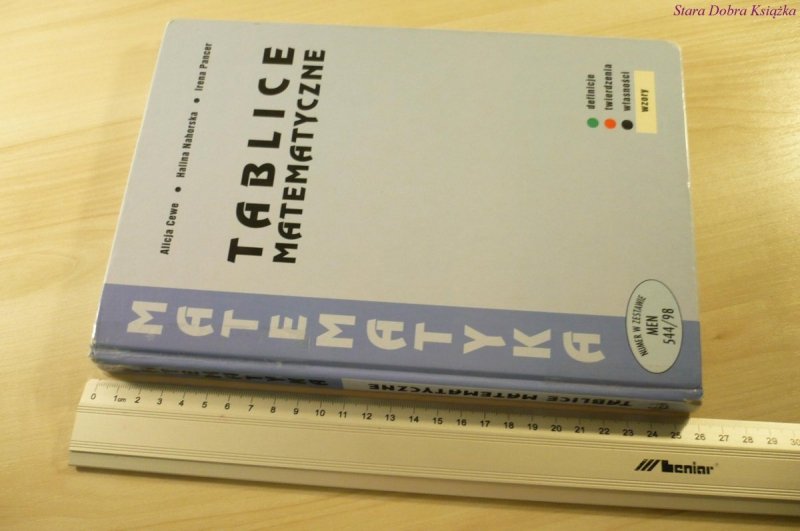 Stara Dobra Książka
Alicja Cewe • Halina Nahorska • Irena Pancer
TABLICE
MATEMATYCZNE
definicje
twierdzenia
własności
wzory
MATEMATYKA
NUMER W ZESTAWIE
MEN
544/98
TABLICE MATEMATYCZNE
0 1cm 2 3 4 5 6 7 8 9 10 11 12 13 14 15 16 17 18 19 20 21 22 23 24 25 26 27 28 29 30
Leniar